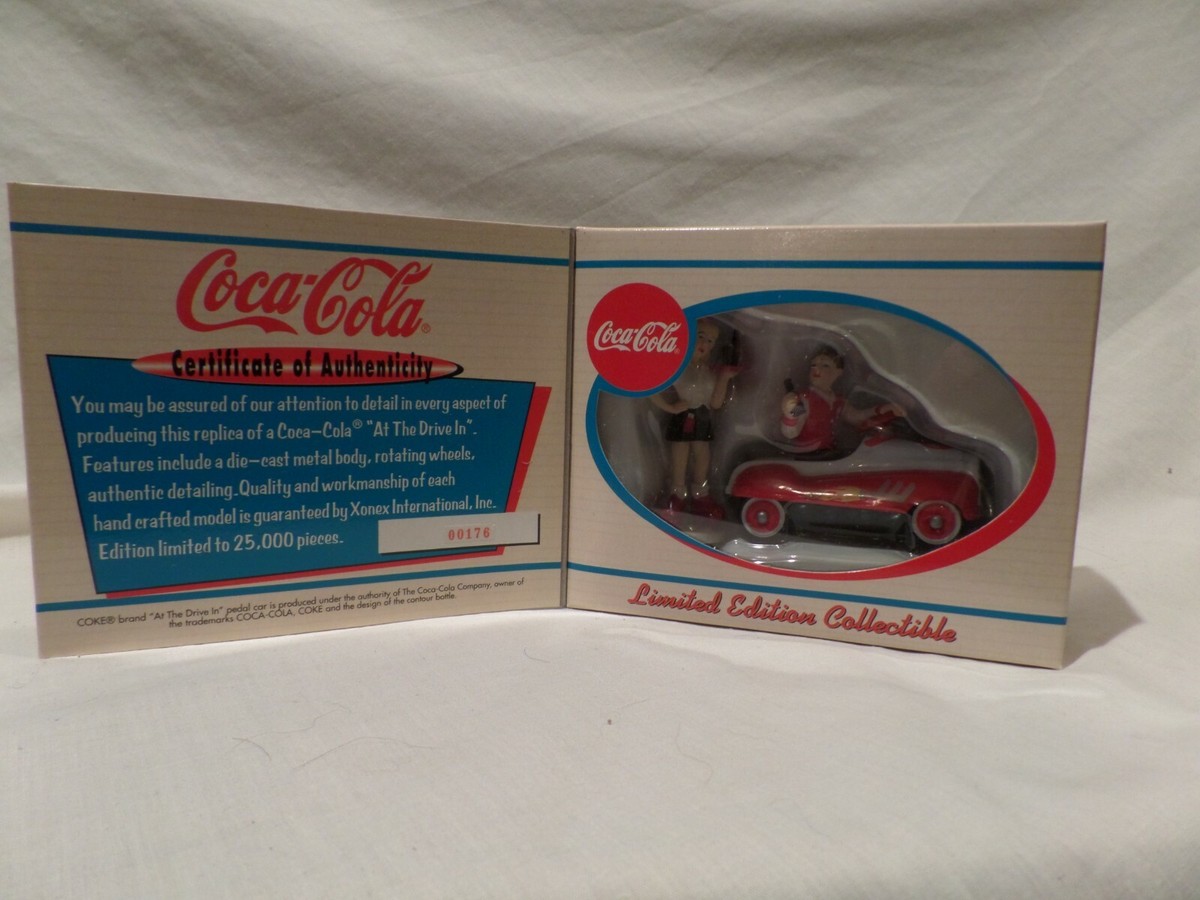 Coca-Cola®
Certificate of Authenticity
You may be assured of our attention to detail in every aspect of
producing this replica of a Coca-Cola® "At The Drive In".
Features include a die-cast metal body, rotating wheels,
authentic detailing. Quality and workmanship of each
hand crafted model is guaranteed by Xonex International, Inc.
Edition limited to 25,000 pieces.
00176
COKE® brand "At The Drive In" pedal car is produced under the authority of The Coca-Cola Company, owner of
the trademarks COCA-COLA, COKE and the design of the contour bottle.
Coca-Cola®
Limited Edition Collectible